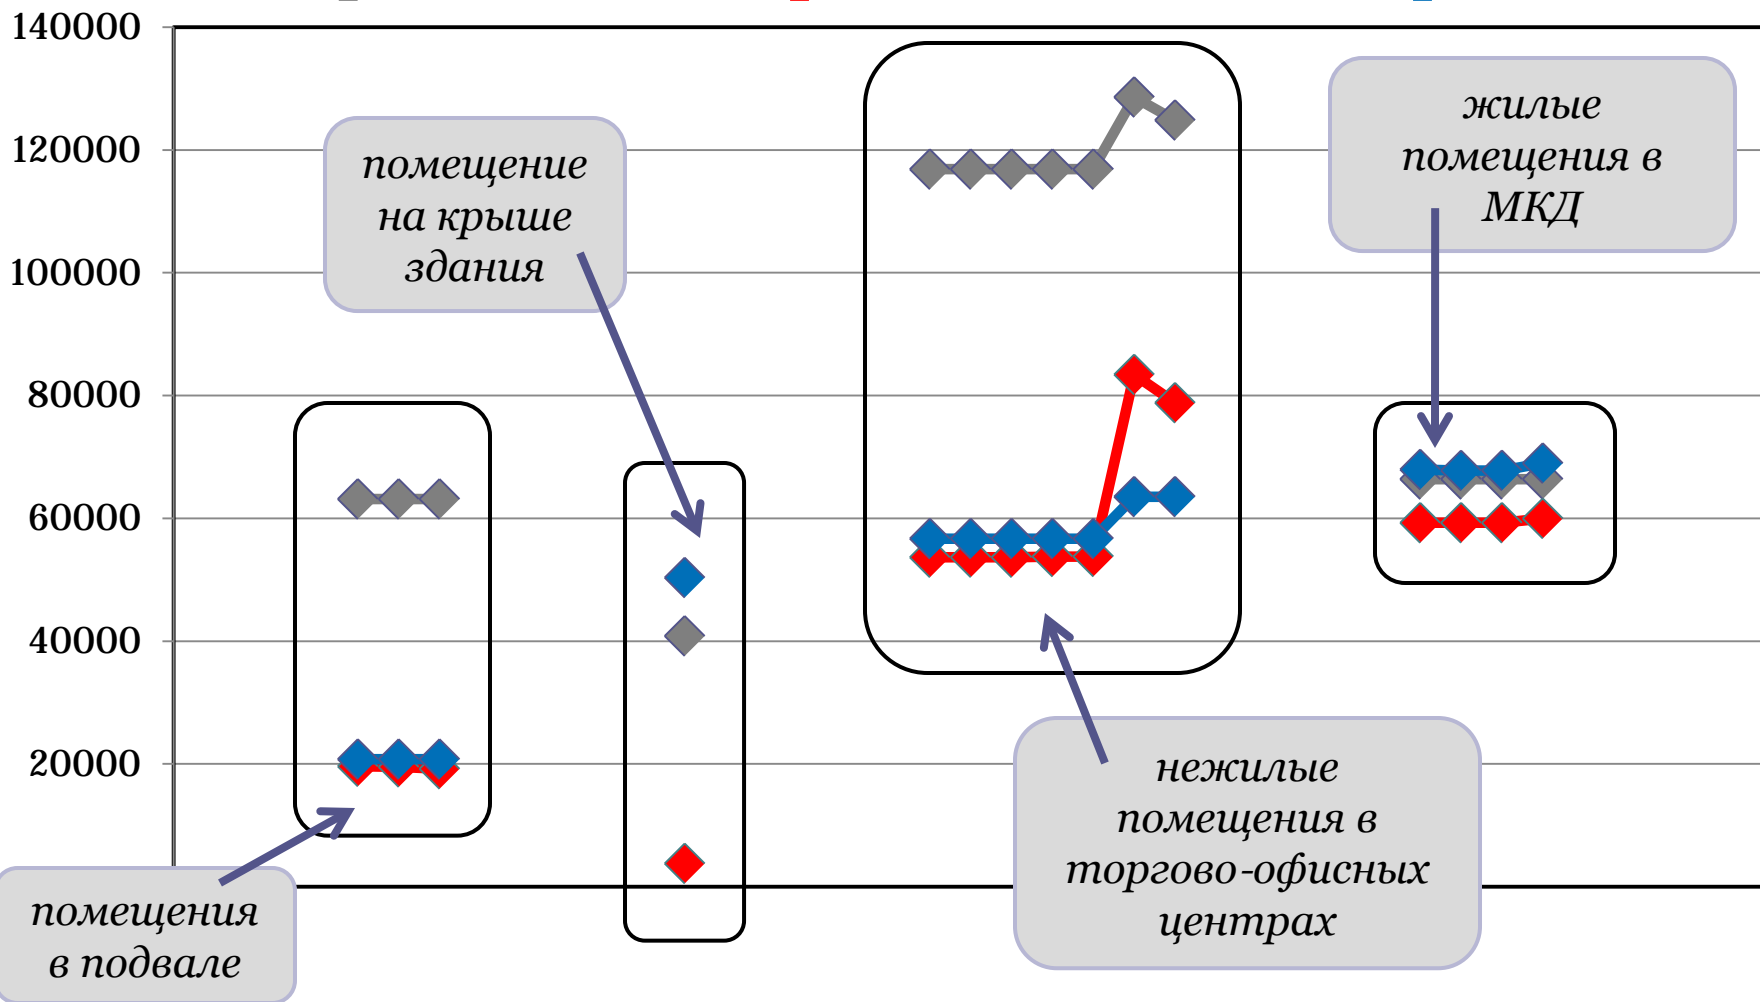 140000
120000
100000
80000
60000
40000
20000
помещение
на крыше
здания
жилые
помещения в
МКД
нежилые
помещения в
торгово-офисных
центрах
помещения
в подвале